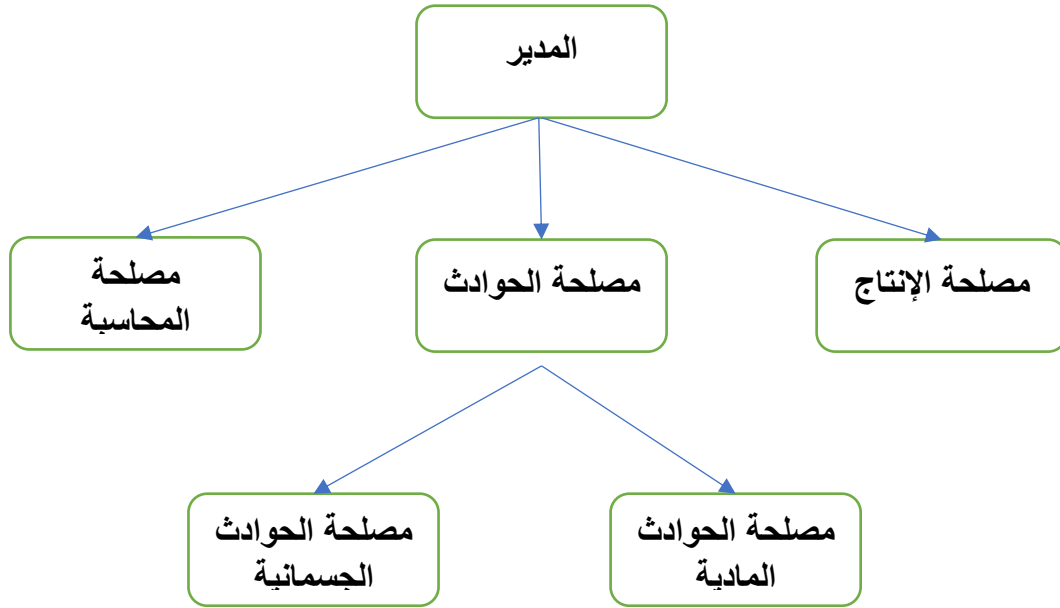 المدير
مصلحة الإنتاج
مصلحة الحوادث
مصلحة
المحاسبة
مصلحة الحوادث
المادية
مصلحة الحوادث
الجسمانية